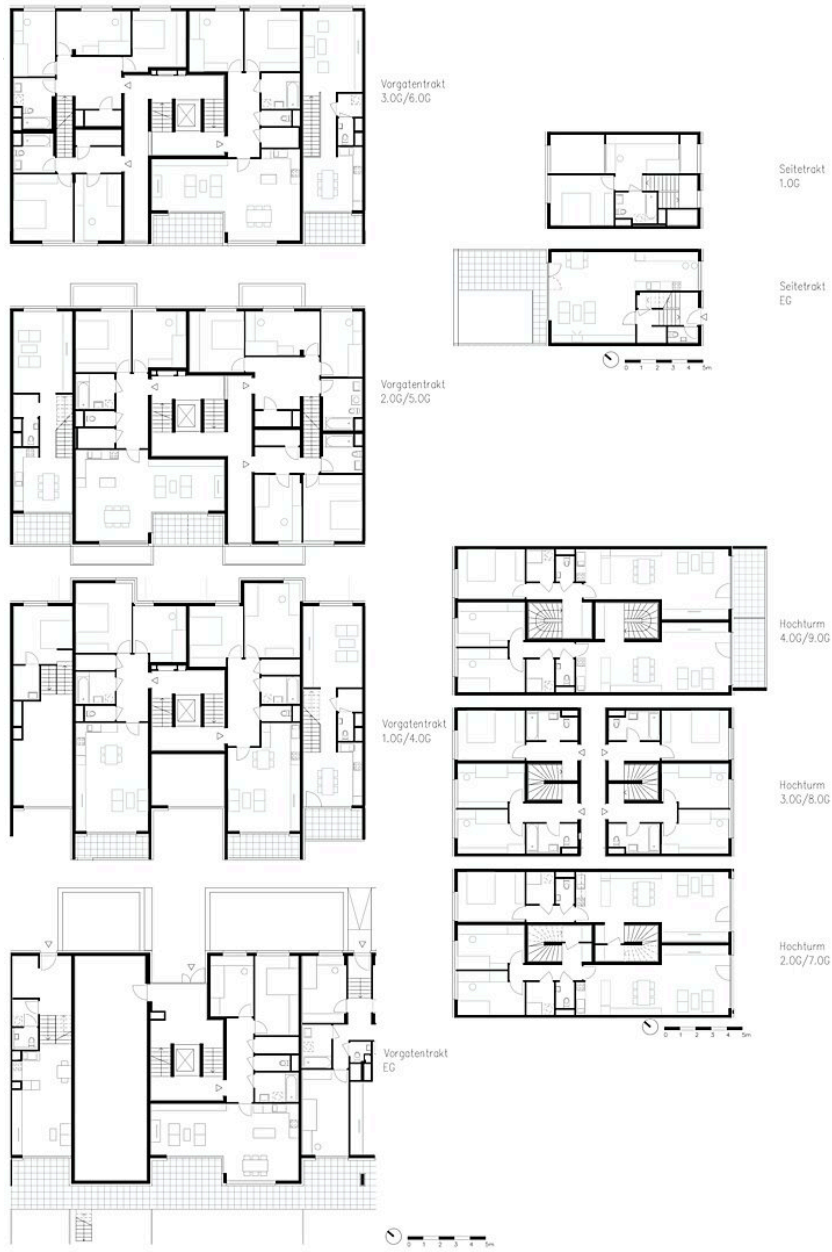 Vorgatentrakt
3.OG/6.OG
Seitetrakt
1.OG
Seitetrakt
EG
0 1 2 3 4 5m
Vorgatentrakt
2.OG/5.OG
Hochturm
4.OG/9.OG
Vorgatentrakt
1.OG/4.OG
Hochturm
3.OG/8.OG
Hochturm
2.OG/7.OG
0 1 2 3 4 5m
Vorgatentrakt
EG
0 1 2 3 4 5m